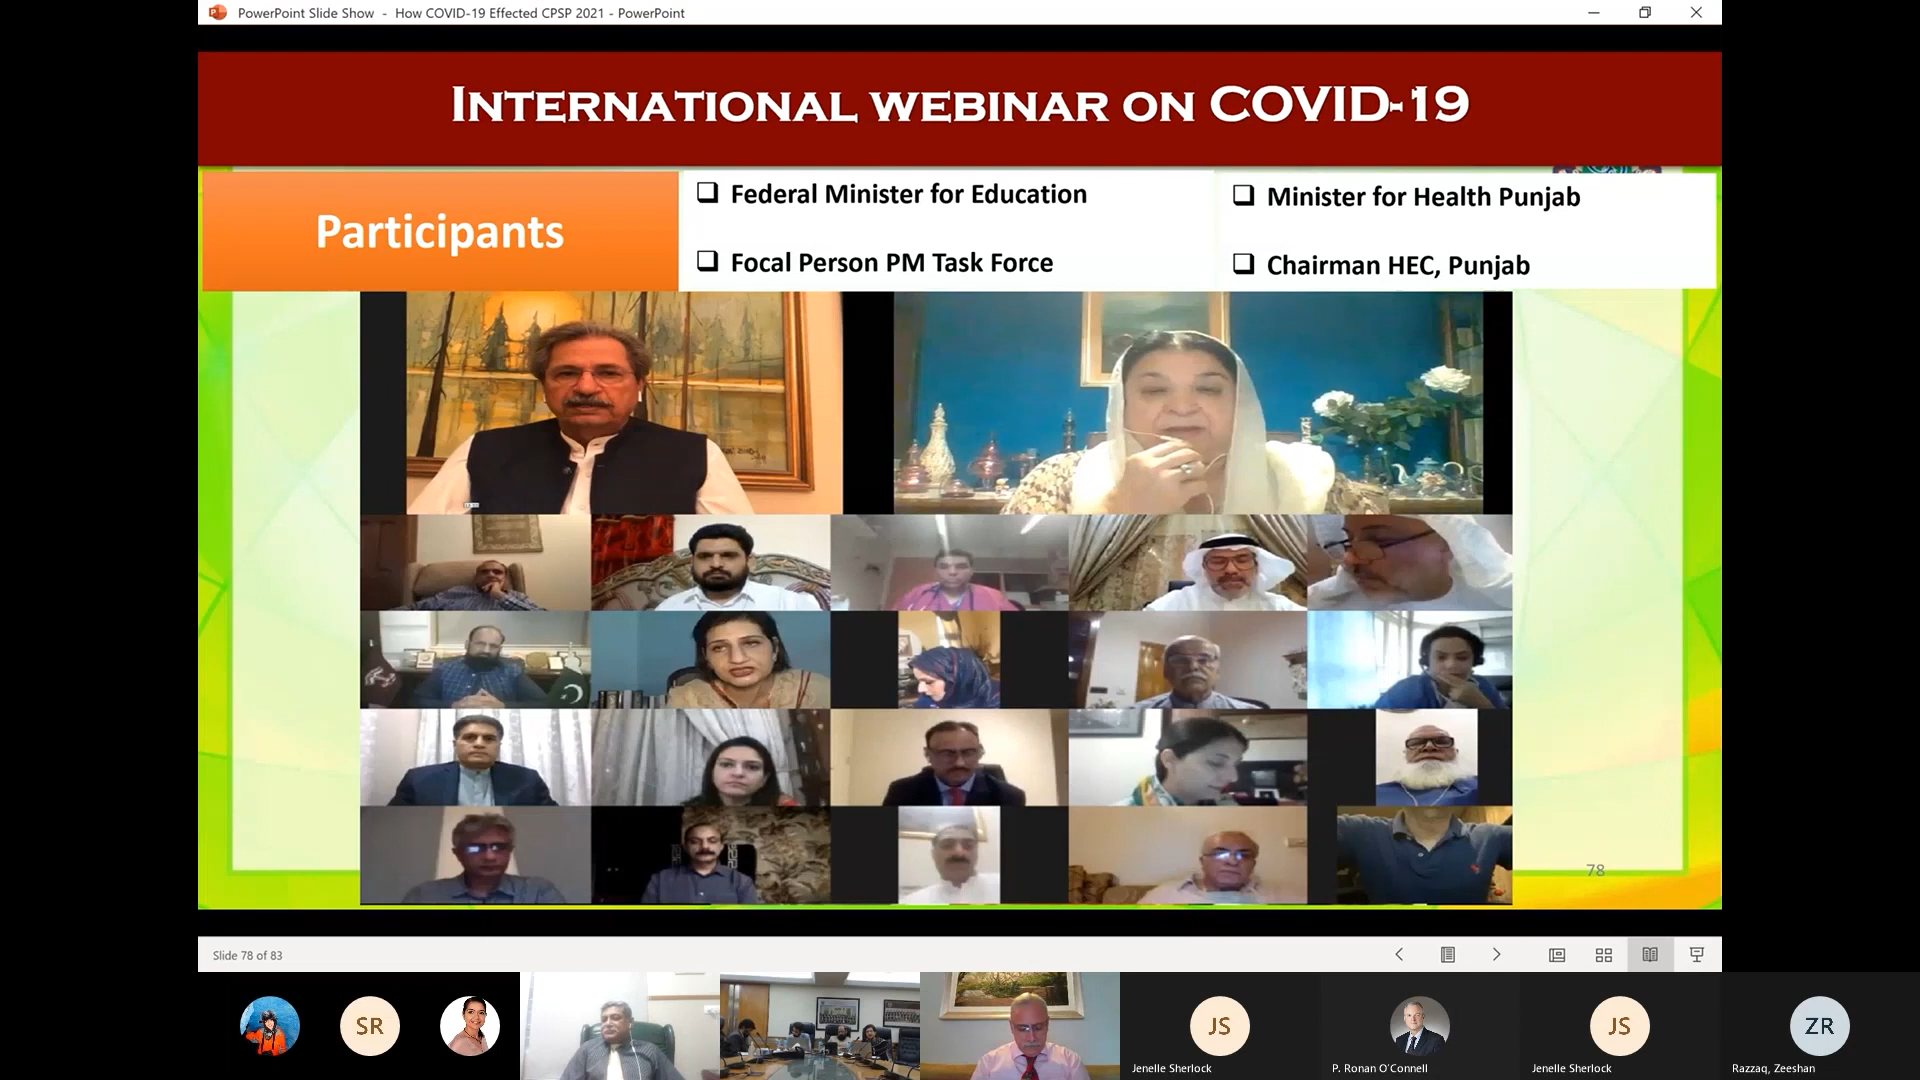 PowerPoint Slide Show - How COVID-19 Effected CPSP 2021 - PowerPoint
INTERNATIONAL WEBINAR ON COVID-19
Participants
Federal Minister for Education
Minister for Health Punjab
Focal Person PM Task Force
Chairman HEC, Punjab
78
Slide 78 of 83
SR
JS
JS
ZR
Jenelle Sherlock
P. Ronan O'Connell
Jenelle Sherlock
Razzaq, Zeeshan